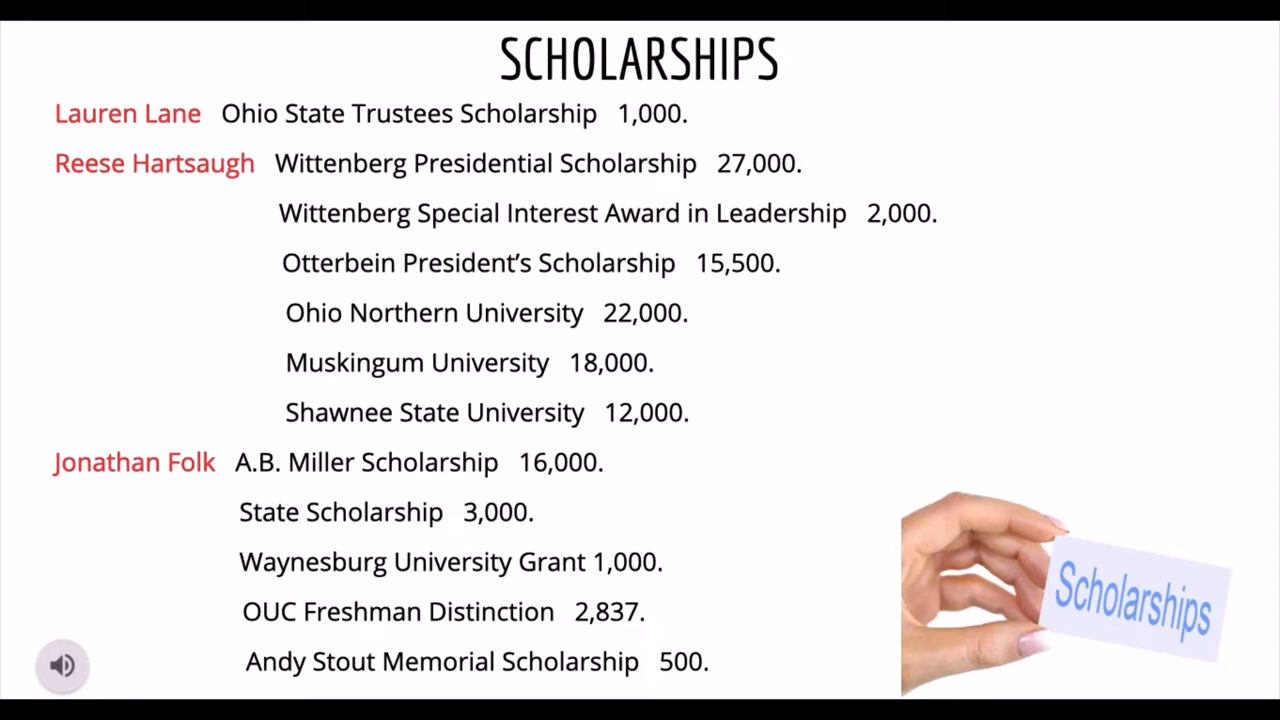 SCHOLARSHIPS
Lauren Lane Ohio State Trustees Scholarship 1,000.
Reese Hartsaugh Wittenberg Presidential Scholarship 27,000.
Wittenberg Special Interest Award in Leadership 2,000.
Otterbein President’s Scholarship 15,500.
Ohio Northern University 22,000.
Muskingum University 18,000.
Shawnee State University 12,000.
Jonathan Folk A.B. Miller Scholarship 16,000.
State Scholarship 3,000.
Waynesburg University Grant 1,000.
OUC Freshman Distinction 2,837.
Andy Stout Memorial Scholarship 500.
Scholarships